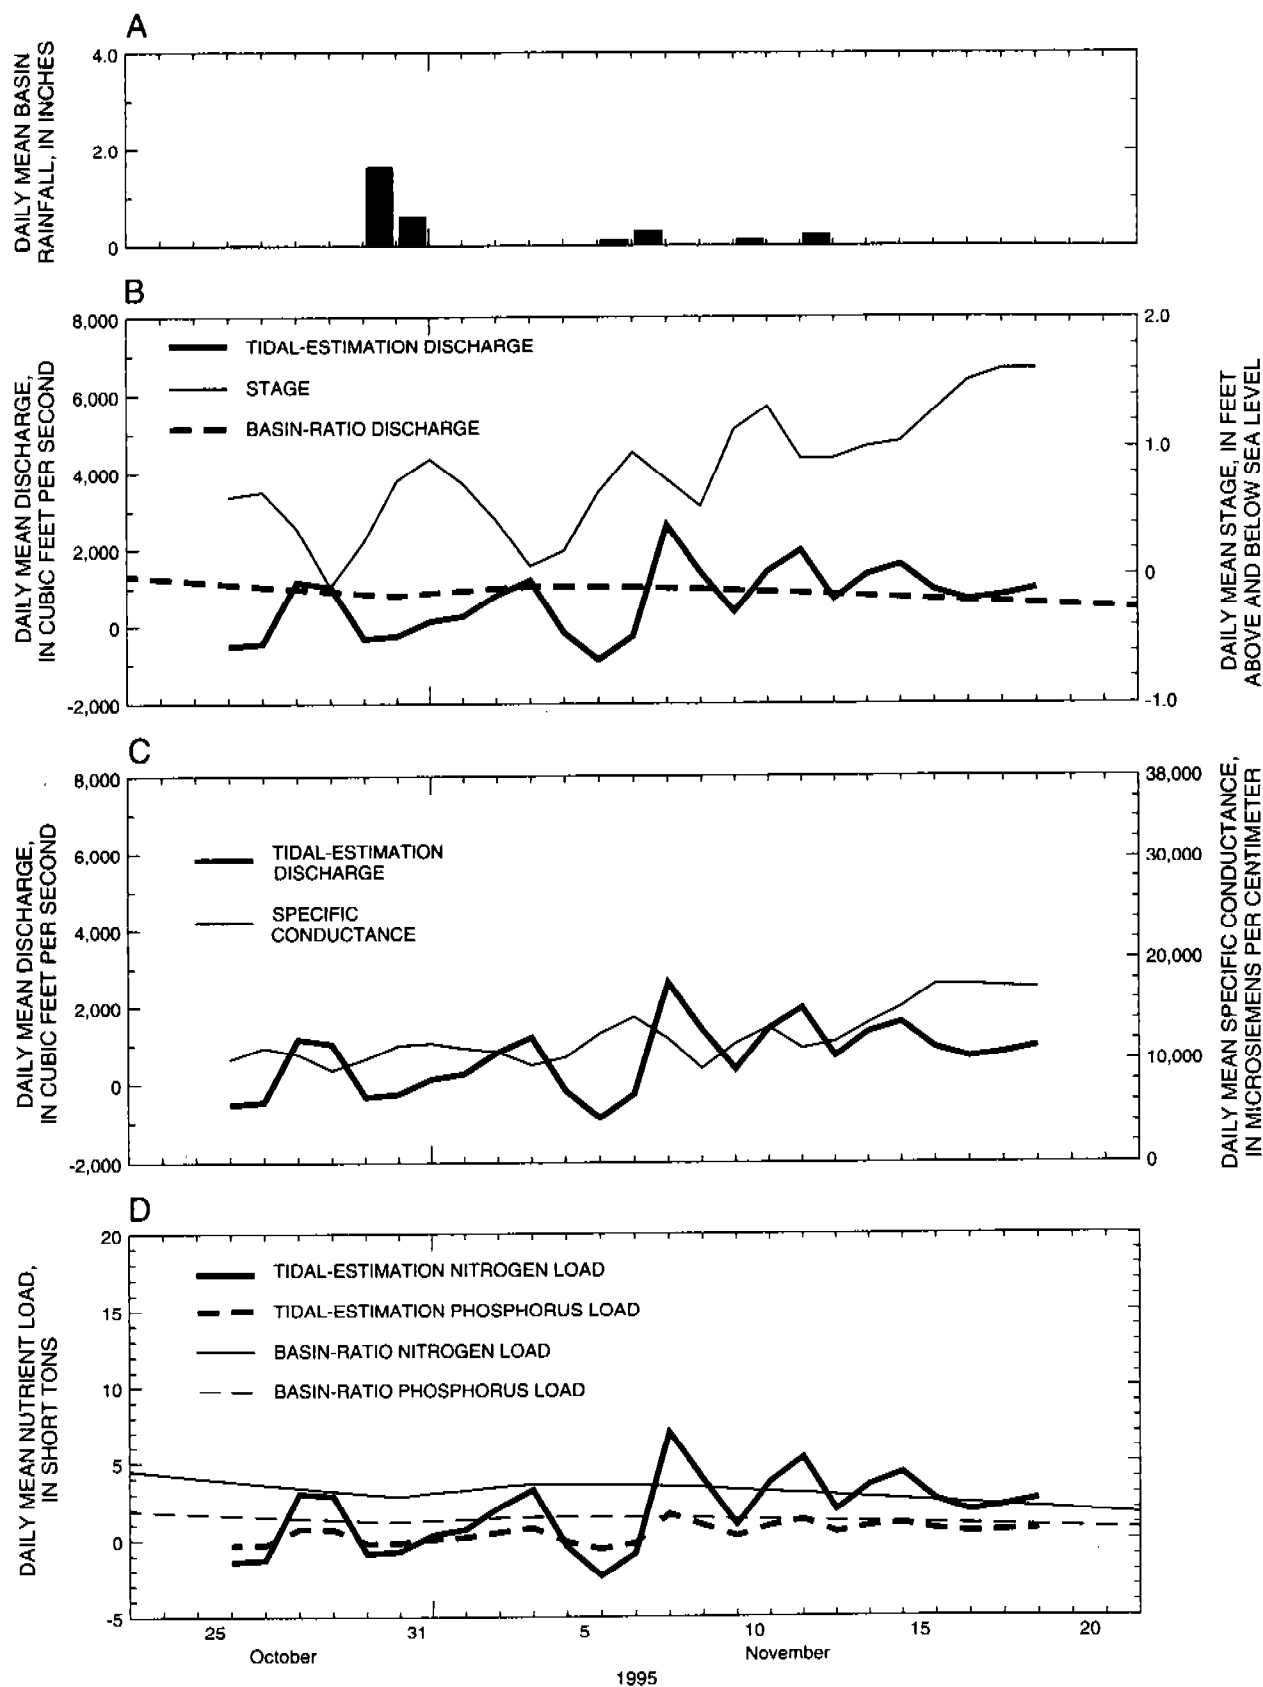 A
DAILY MEAN BASIN
RAINFALL, IN INCHES
4.0
2.0
0
B
DAILY MEAN DISCHARGE,
IN CUBIC FEET PER SECOND
8,000
6,000
4,000
2,000
0
-2,000
TIDAL-ESTIMATION DISCHARGE
STAGE
BASIN-RATIO DISCHARGE
2.0
1.0
0
-1.0
DAILY MEAN STAGE, IN FEET
ABOVE AND BELOW SEA LEVEL
C
DAILY MEAN DISCHARGE,
IN CUBIC FEET PER SECOND
8,000
6,000
4,000
2,000
0
-2,000
TIDAL-ESTIMATION
DISCHARGE
SPECIFIC
CONDUCTANCE
38,000
30,000
20,000
10,000
0
DAILY MEAN SPECIFIC CONDUCTANCE,
IN MICROSIEMENS PER CENTIMETER
D
DAILY MEAN NUTRIENT LOAD,
IN SHORT TONS
20
15
10
5
0
-5
TIDAL-ESTIMATION NITROGEN LOAD
TIDAL-ESTIMATION PHOSPHORUS LOAD
BASIN-RATIO NITROGEN LOAD
BASIN-RATIO PHOSPHORUS LOAD
25 31 5 10 15 20
October November
1995